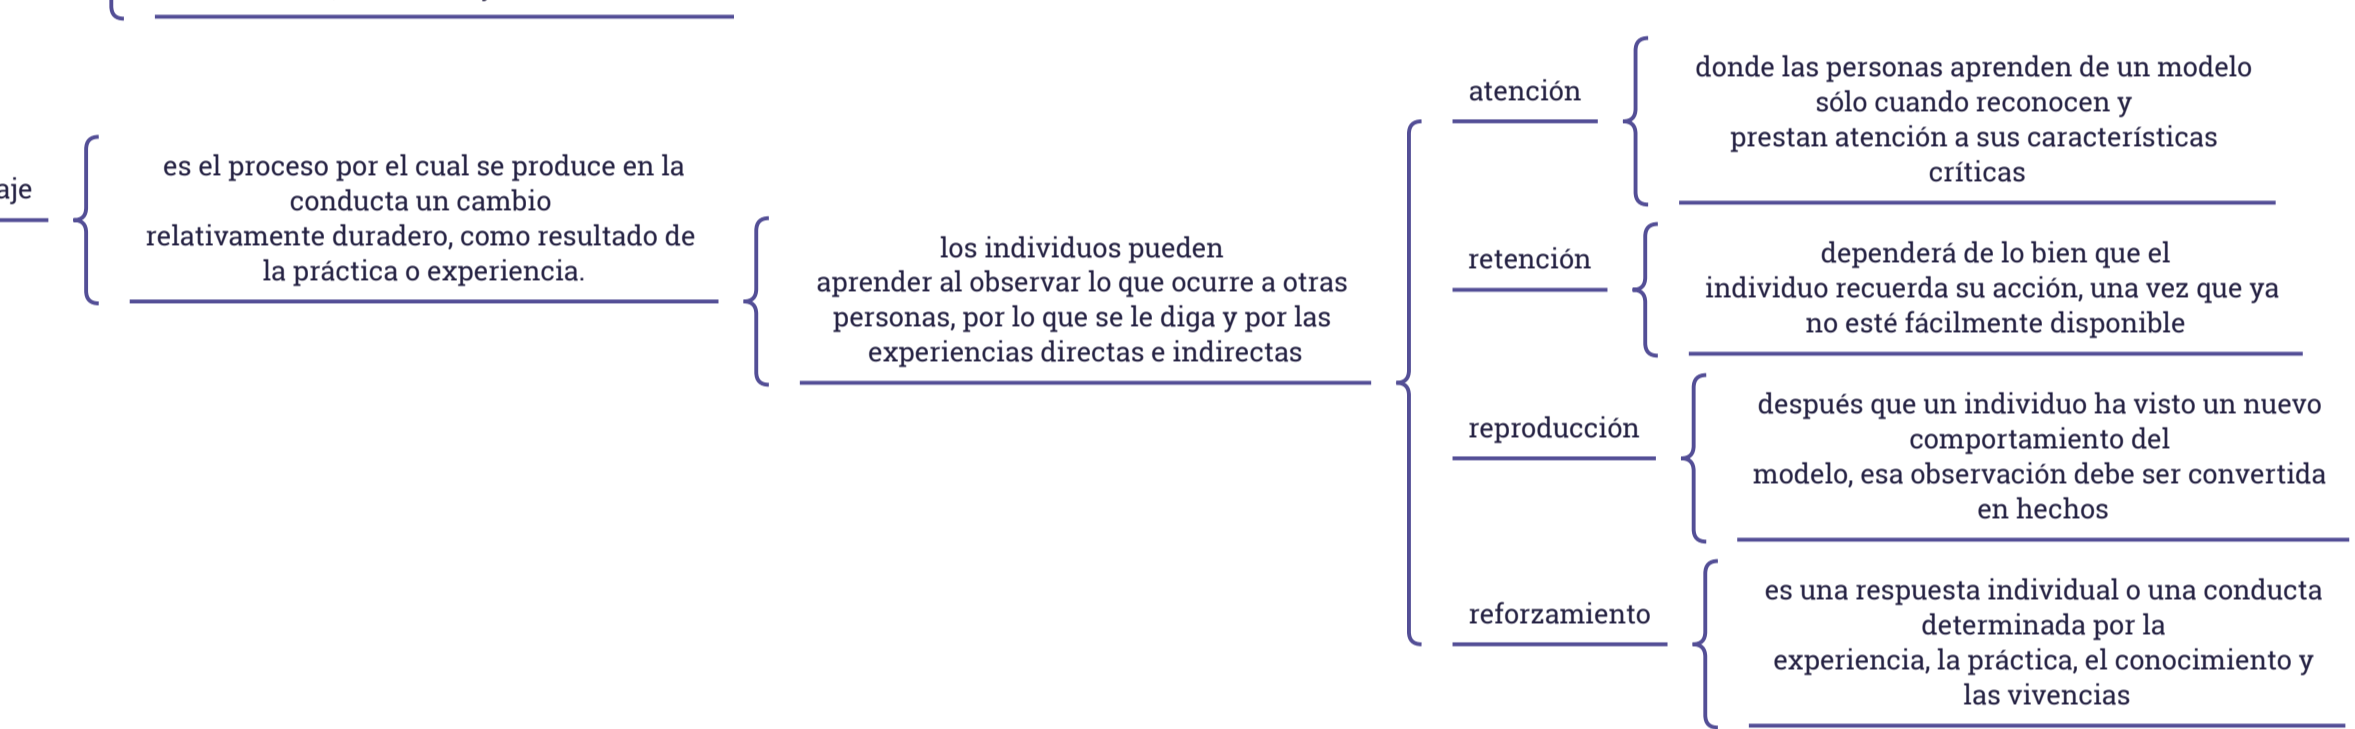 aje
es el proceso por el cual se produce en la
conducta un cambio
relativamente duradero, como resultado de
la práctica o experiencia.
los individuos pueden
aprender al observar lo que ocurre a otras
personas, por lo que se le diga y por las
experiencias directas e indirectas
atención
donde las personas aprenden de un modelo
sólo cuando reconocen y
prestan atención a sus características
críticas
retención
dependerá de lo bien que el
individuo recuerda su acción, una vez que ya
no esté fácilmente disponible
reproducción
después que un individuo ha visto un nuevo
comportamiento del
modelo, esa observación debe ser convertida
en hechos
reforzamiento
es una respuesta individual o una conducta
determinada por la
experiencia, la práctica, el conocimiento y
las vivencias